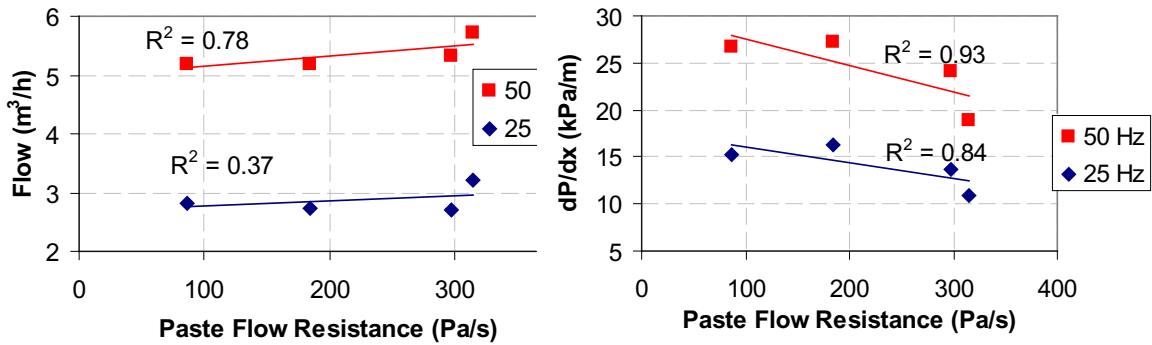 6
5
4
3
2
Flow (m³/h)
R² = 0.78
R² = 0.37
50
25
0 100 200 300
Paste Flow Resistance (Pa/s)
30
25
20
15
10
5
dP/dx (kPa/m)
R² = 0.93
R² = 0.84
50 Hz
25 Hz
0 100 200 300 400
Paste Flow Resistance (Pa/s)